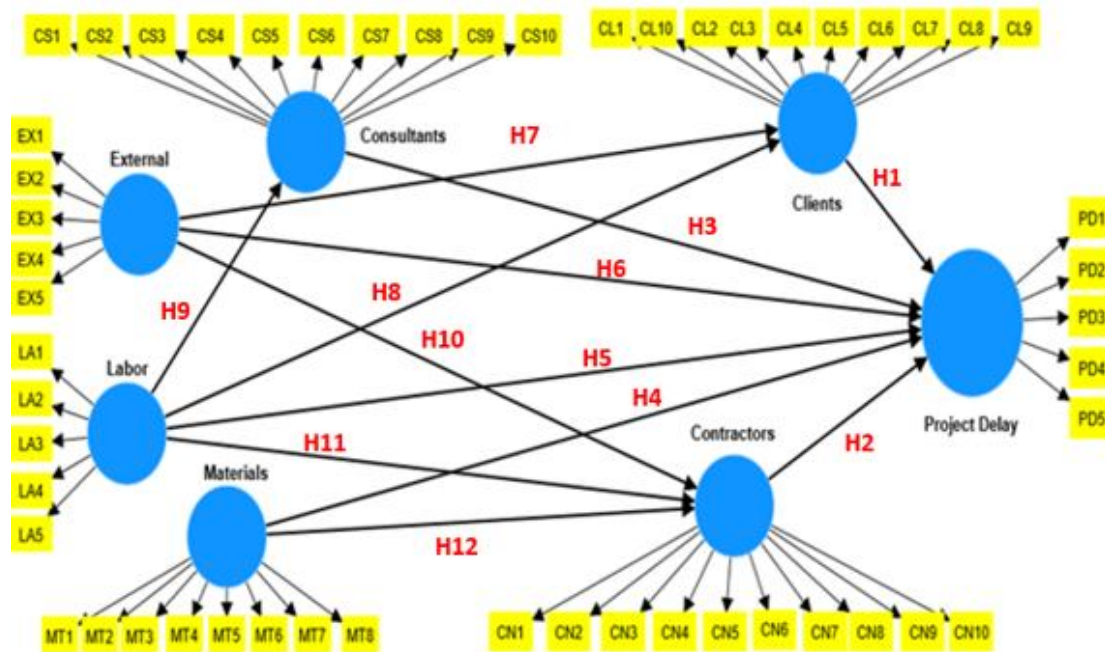 CS1 CS2 CS3 CS4 CS5 CS6 CS7 CS8 CS9 CS10
CL1 CL10 CL2 CL3 CL4 CL5 CL6 CL7 CL8 CL9
Consultants
H7
EX1
EX2
EX3
EX4
EX5
External
Clients
H1
H3
PD1
PD2
PD3
PD4
PD5
H6
H8
H9
H10
LA1
LA2
LA3
LA4
LA5
Labor
H5
H4
Contractors
H2
Project Delay
H11
Materials
H12
MT1 MT2 MT3 MT4 MT5 MT6 MT7 MT8
CN1 CN2 CN3 CN4 CN5 CN6 CN7 CN8 CN9 CN10